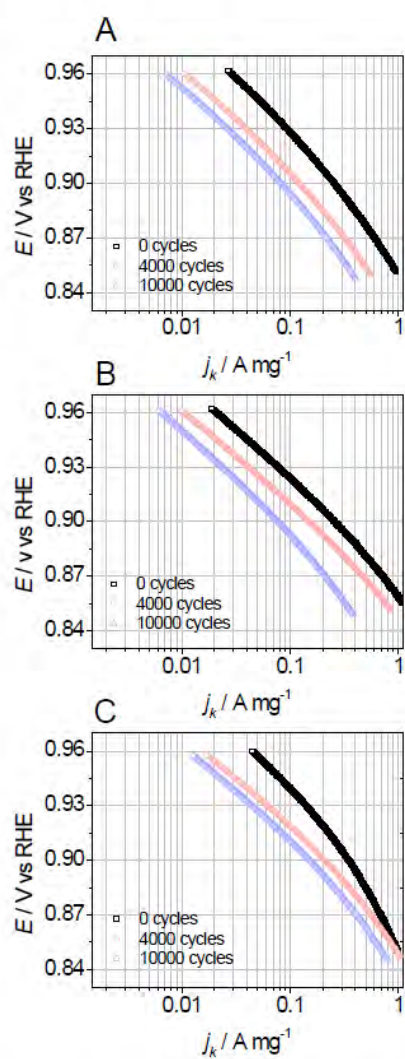 A
0.96
0.93
0.90
0.87
0.84
E / V vs RHE
0 cycles
4000 cycles
10000 cycles
0.01 0.1 1
jk / A mg-1
B
0.96
0.93
0.90
0.87
0.84
E / v vs RHE
0 cycles
4000 cycles
10000 cycles
0.01 0.1 1
jk / A mg-1
C
0.96
0.93
0.90
0.87
0.84
E / V vs RHE
0 cycles
4000 cycles
10000 cycles
0.01 0.1 1
jk / A mg-1